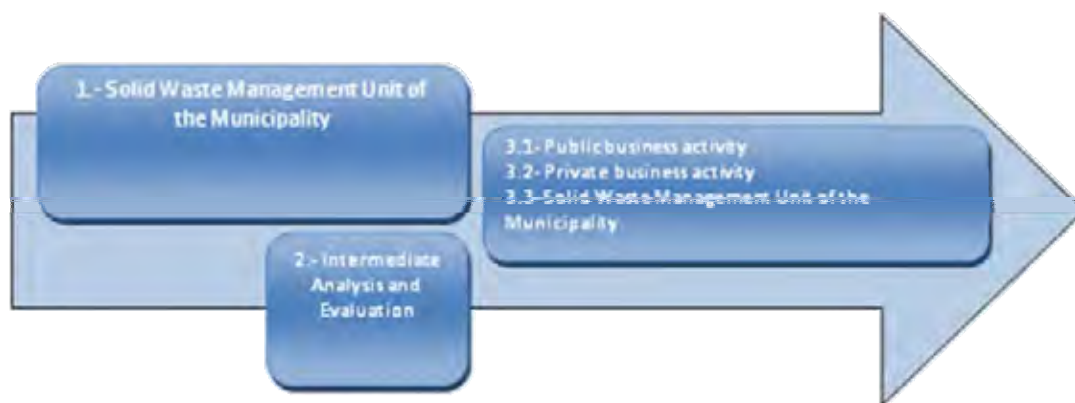 1.- Solid Waste Management Unit of
the Municipality
3.1- Public business activity
3.2- Private business activity
3.3- Solid Waste Management Unit of the
Municipality
2.- Intermediate
Analysis and
Evaluation